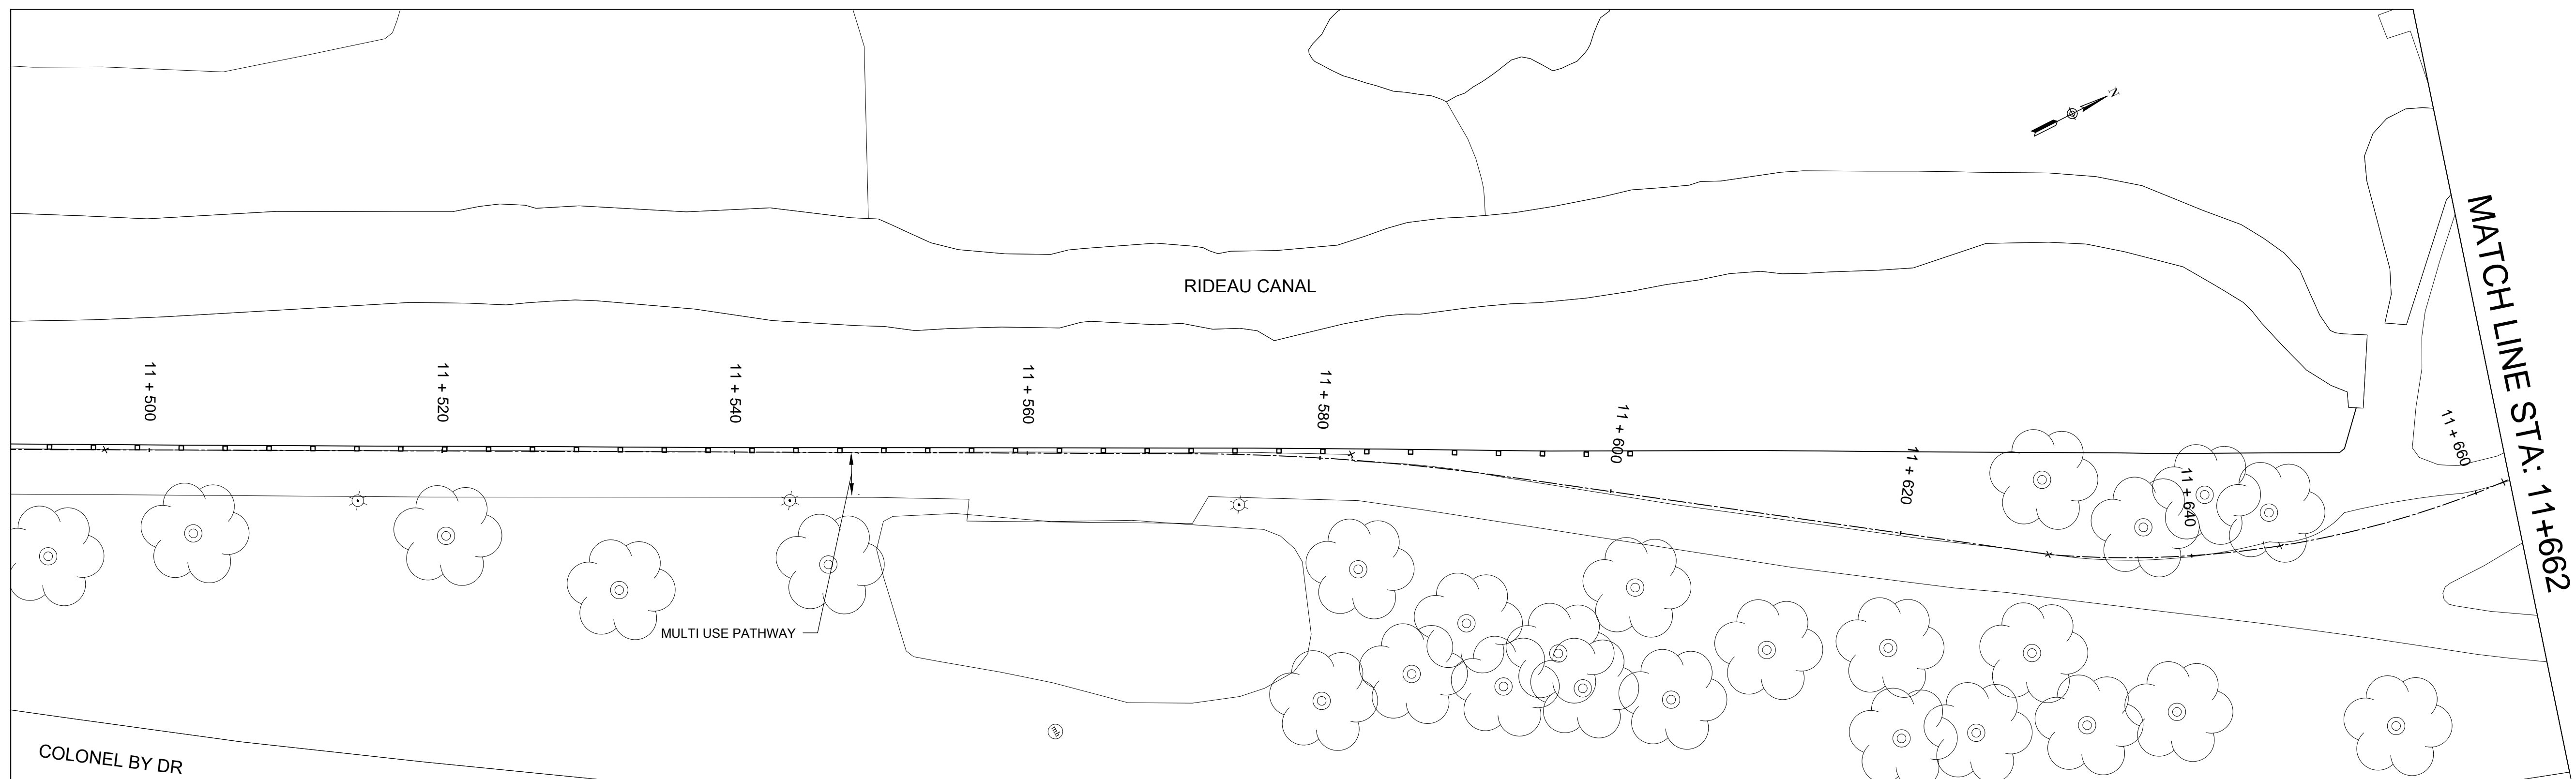 N
RIDEAU CANAL
MATCH LINE STA: 11+662
11 + 500
11 + 520
11 + 540
11 + 560
11 + 580
11 + 600
11 + 620
11 + 640
11 + 660
MULTI USE PATHWAY
mh
COLONEL BY DR